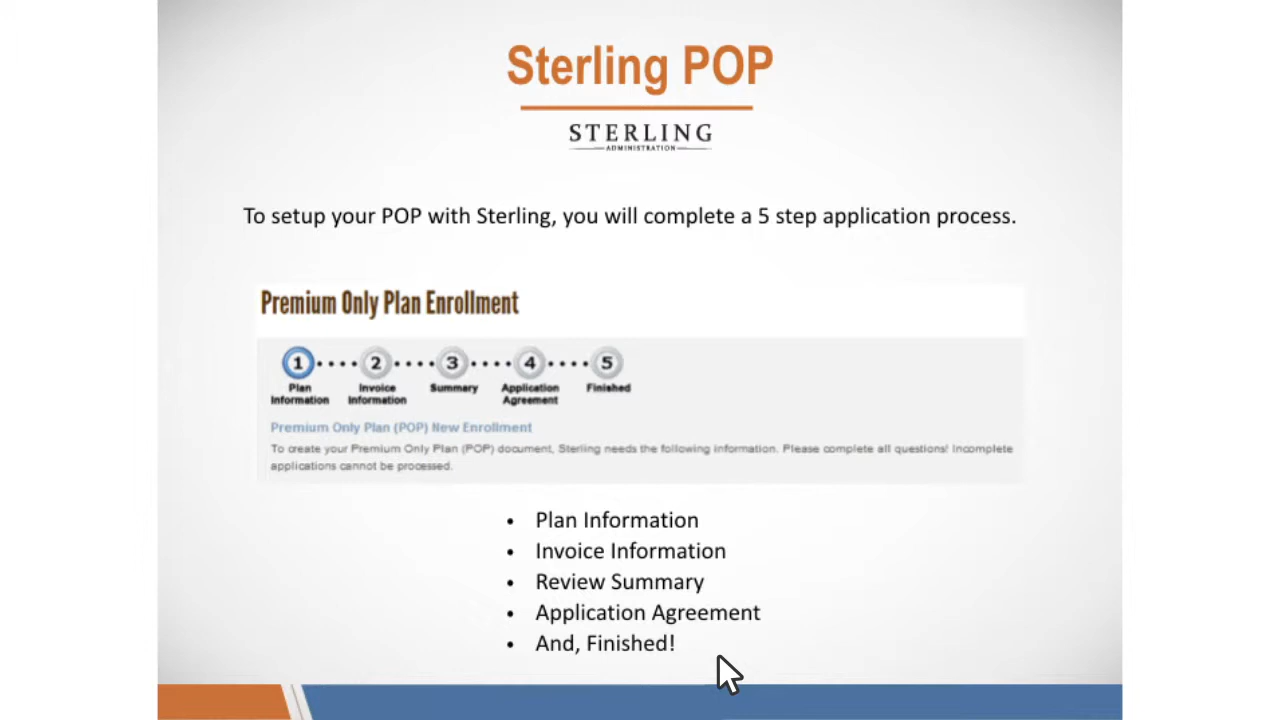 Sterling POP
STERLING
ADMINISTRATION
To setup your POP with Sterling, you will complete a 5 step application process.
Premium Only Plan Enrollment
1 2 3 4 5
Plan Invoice Summary Application Finished
Information Information Agreement
Premium Only Plan (POP) New Enrollment
To create your Premium Only Plan (POP) document, Sterling needs the following information. Please complete all questions! Incomplete
applications cannot be processed.
• Plan Information
• Invoice Information
• Review Summary
• Application Agreement
• And, Finished!